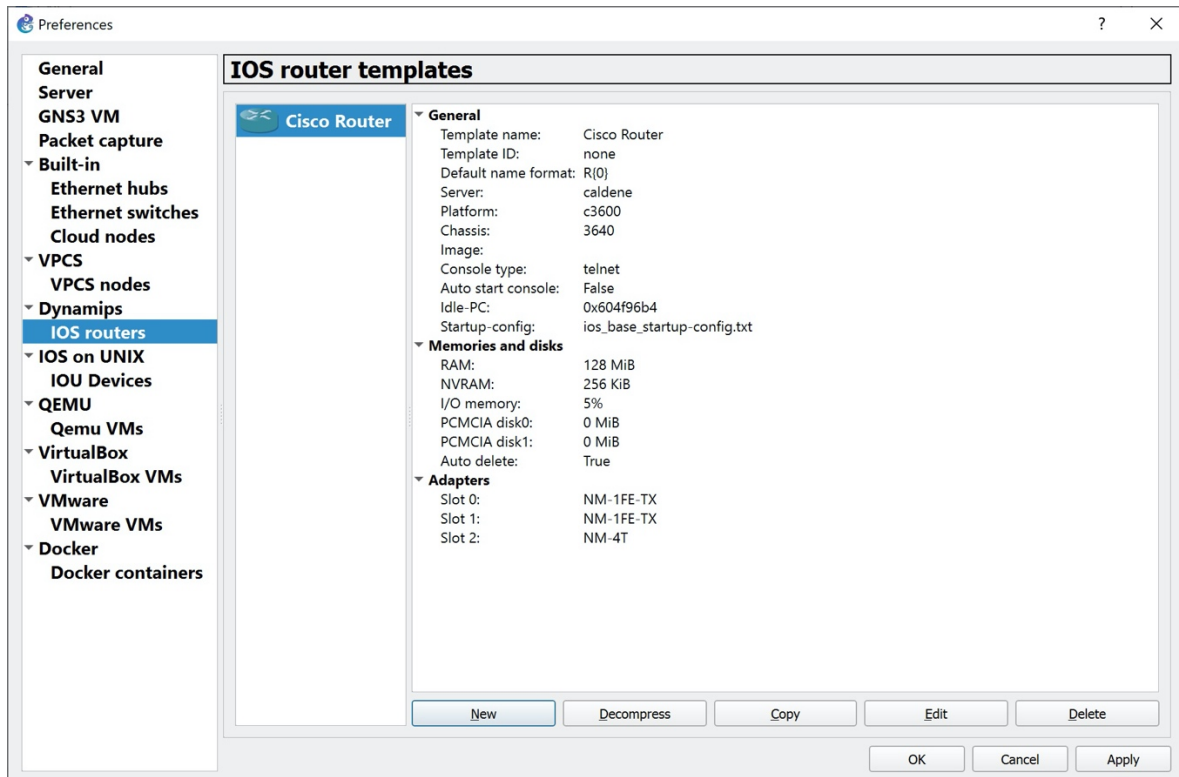 Preferences
General
Server
GNS3 VM
Packet capture
Built-in
Ethernet hubs
Ethernet switches
Cloud nodes
VPCS
VPCS nodes
Dynamips
IOS routers
IOS on UNIX
IOU Devices
QEMU
Qemu VMs
VirtualBox
VirtualBox VMs
VMware
VMware VMs
Docker
Docker containers
IOS router templates
Cisco Router
General
Template name: Cisco Router
Template ID: none
Default name format: R{0}
Server: caldene
Platform: c3600
Chassis: 3640
Image:
Console type: telnet
Auto start console: False
Idle-PC: 0x604f96b4
Startup-config: ios_base_startup-config.txt
Memories and disks
RAM: 128 MiB
NVRAM: 256 KiB
I/O memory: 5%
PCMCIA disk0: 0 MiB
PCMCIA disk1: 0 MiB
Auto delete: True
Adapters
Slot 0: NM-1FE-TX
Slot 1: NM-1FE-TX
Slot 2: NM-4T
New Decompress Copy Edit Delete
OK Cancel Apply